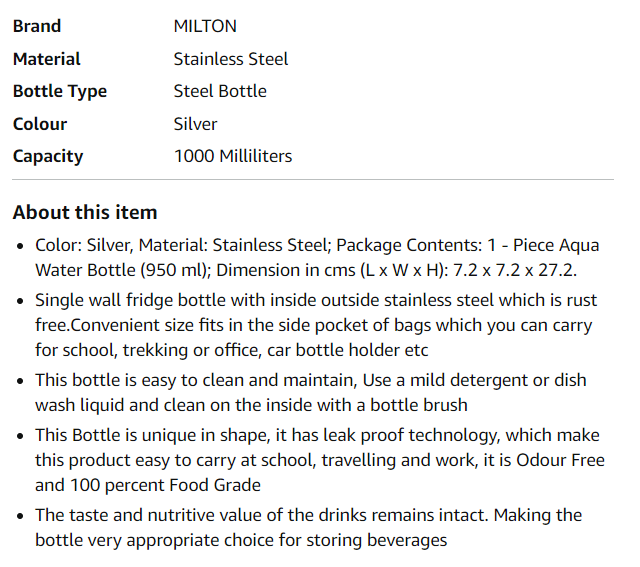 Brand MILTON
Material Stainless Steel
Bottle Type Steel Bottle
Colour Silver
Capacity 1000 Milliliters
About this item
• Color: Silver, Material: Stainless Steel; Package Contents: 1 - Piece Aqua
Water Bottle (950 ml); Dimension in cms (L x W x H): 7.2 x 7.2 x 27.2.
• Single wall fridge bottle with inside outside stainless steel which is rust
free.Convenient size fits in the side pocket of bags which you can carry
for school, trekking or office, car bottle holder etc
• This bottle is easy to clean and maintain, Use a mild detergent or dish
wash liquid and clean on the inside with a bottle brush
• This Bottle is unique in shape, it has leak proof technology, which make
this product easy to carry at school, travelling and work, it is Odour Free
and 100 percent Food Grade
• The taste and nutritive value of the drinks remains intact. Making the
bottle very appropriate choice for storing beverages